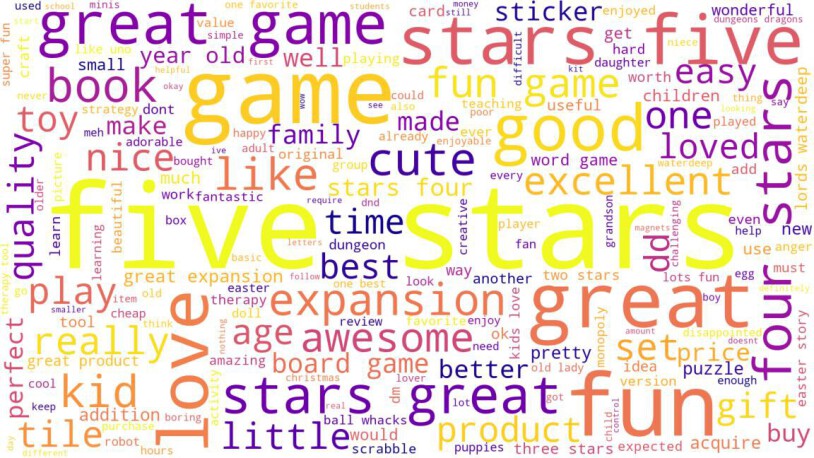 used
school
minis
one favorite
students
money
still
dungeons dragons
wonderful
super fun
craft
value
simple
great game
sticker
card
enjoyed
stars five
like uno
small
year old
well
playing
get
hard
niece
daughter
easy
never
book
game
fun game
difficult
kit
worth
children
thing
say
helpful
first
okay
strategy
dont
wow
see
could
also
teaching
poor
useful
good
one
played
looking
toy
meh
make
adorable
happy
family
already
ever
made
loved
stars
lords waterdeep
quality
older
picture
nice
ive
bought
adult
original
group
enjoyable
cute
word game
every
waterdeep
add
excellent
much
like
stars four
work
fantastic
require
dnd
learn
beautiful
box
five stars
time
dungeon
creative
player
fan
grandson
dd
magnets
challenging
even
help
new
use
anger
learning
basic
letters
best
way
therapy foul
go
great expansion
follow
one best
look
another
two stars
lots fun
egg
must
play
item
cheap
old
easter
therapy
doll
expansion
favorite
enjoy
great
boy
definitely
four
tool
think
love
age
review
awesome
need
ok
kids love
monopoly
amount
disappointed
doesnt
really
great product
nothing
amazing
board game
pretty
set
price
idea
perfect
cool
kid
christmas
lover
better
old lady
version
puzzle
enough
easter story
keep
addition
activity
stars great
real
dm
lot
got
fun
child
control
gift
tile
purchase
boring
little
ball whacks
would
product
day
robot
hours
scrabble
puppies
three stars
expected
acquire
buy
different
smaller